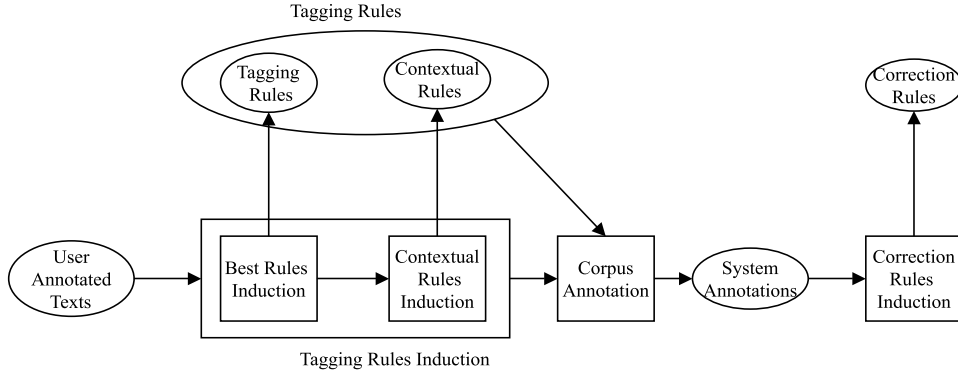 Tagging Rules
Tagging
Rules
Contextual
Rules
Correction
Rules
User
Annotated
Texts
Best Rules
Induction
Contextual
Rules
Induction
Corpus
Annotation
System
Annotations
Correction
Rules
Induction
Tagging Rules Induction